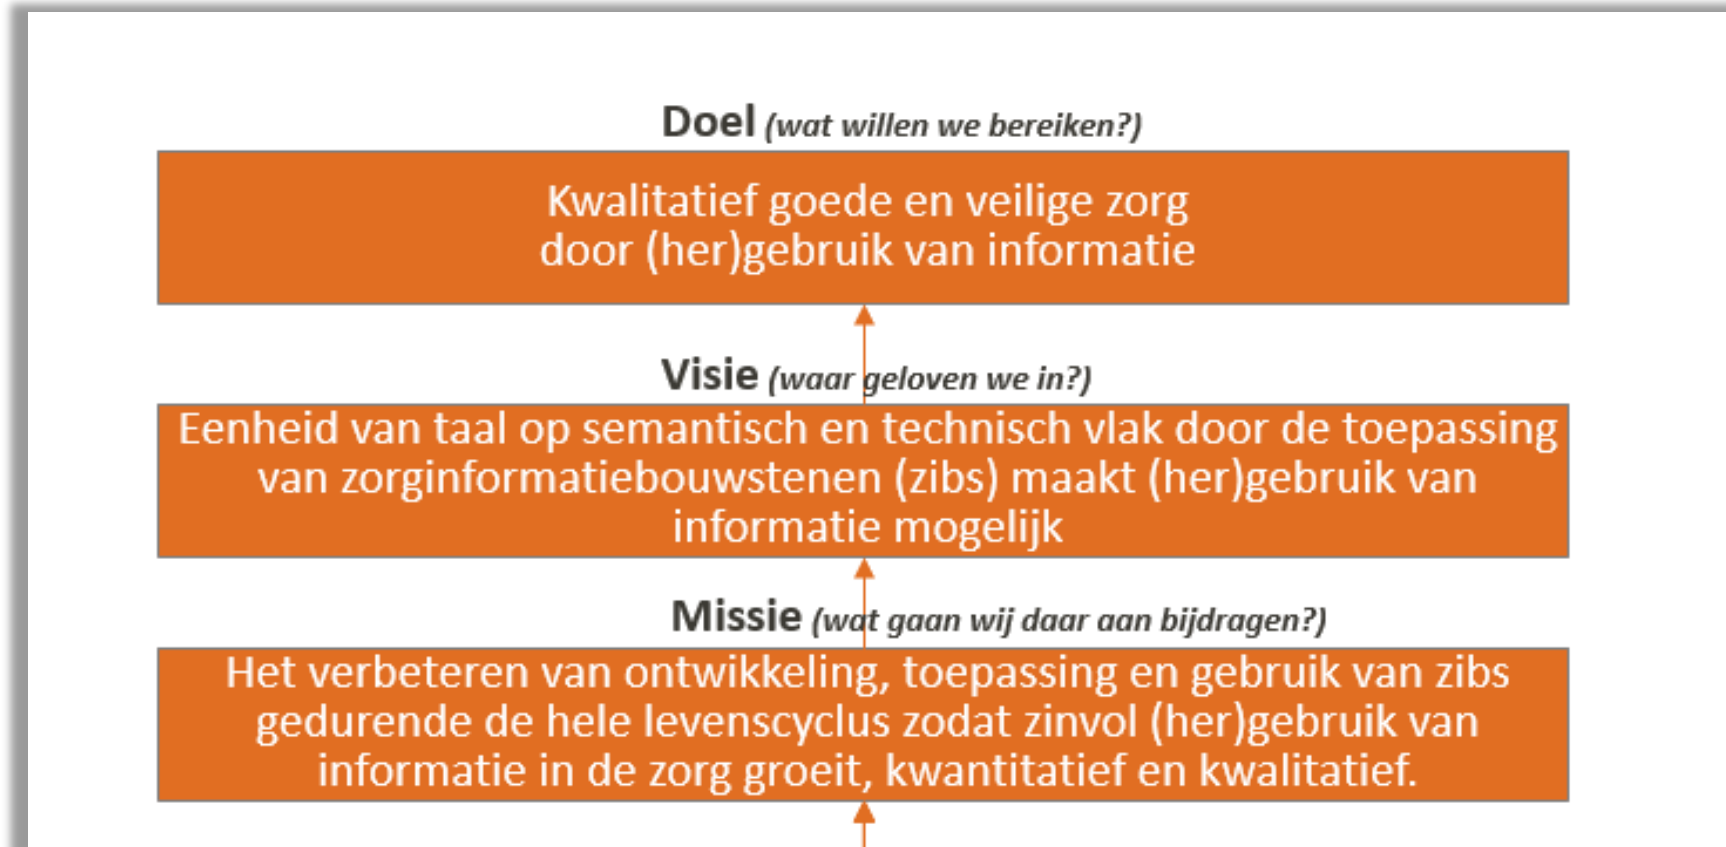 Doel (wat willen we bereiken?)
Kwalitatief goede en veilige zorg
door (her)gebruik van informatie
Visie (waar geloven we in?)
Eenheid van taal op semantisch en technisch vlak door de toepassing
van zorginformatiebouwstenen (zibs) maakt (her)gebruik van
informatie mogelijk
Missie (wat gaan wij daar aan bijdragen?)
Het verbeteren van ontwikkeling, toepassing en gebruik van zibs
gedurende de hele levenscyclus zodat zinvol (her)gebruik van
informatie in de zorg groeit, kwantitatief en kwalitatief.